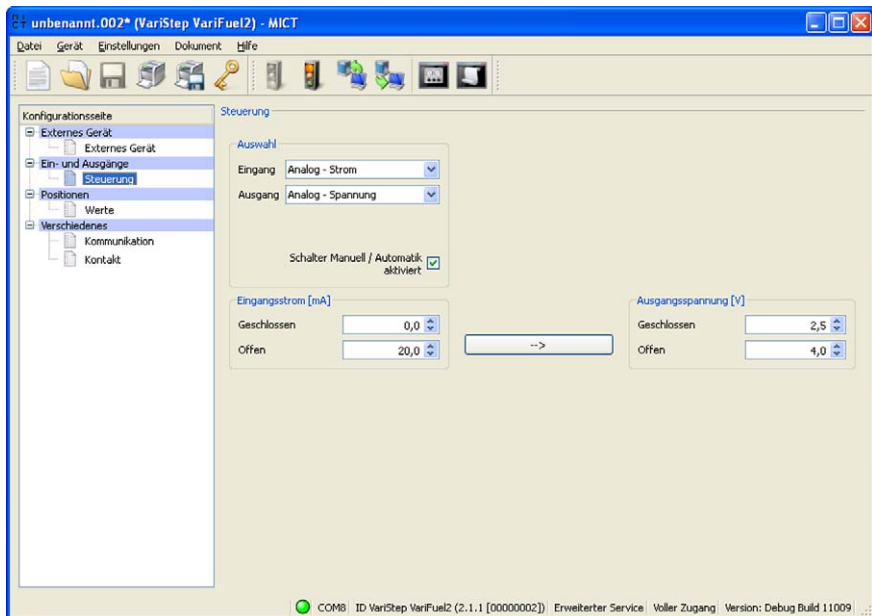 unbenannt.002* (VariStep VariFuel2) - MICT
Datei Gerät Einstellungen Dokument Hilfe
Konfigurationsseite
Externes Gerät
Externes Gerät
Ein- und Ausgänge
Steuerung
Positionen
Werte
Verschiedenes
Kommunikation
Kontakt
Steuerung
Auswahl
Eingang Analog - Strom
Ausgang Analog - Spannung
Schalter Manuell / Automatik
aktiviert
Eingangsstrom [mA]
Geschlossen 0,0
Offen 20,0
-->
Ausgangsspannung [V]
Geschlossen 2,5
Offen 4,0
COM8 ID VariStep VariFuel2 (2.1.1 [00000002]) Erweiterter Service Voller Zugang Version: Debug Build 11009